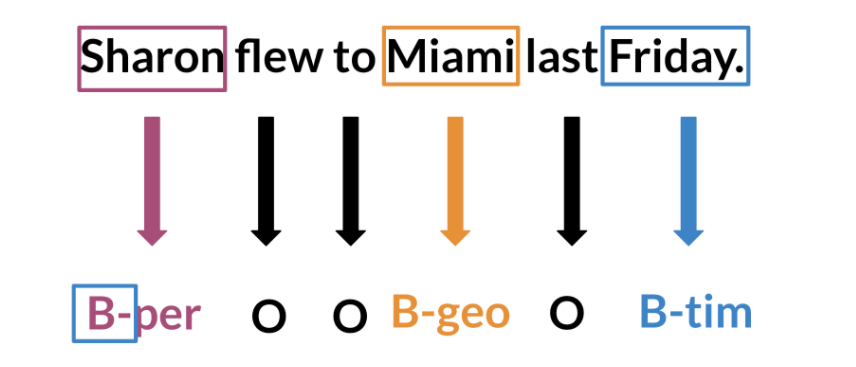 Sharon flew to Miami last Friday.
B-per O O B-geo O B-tim